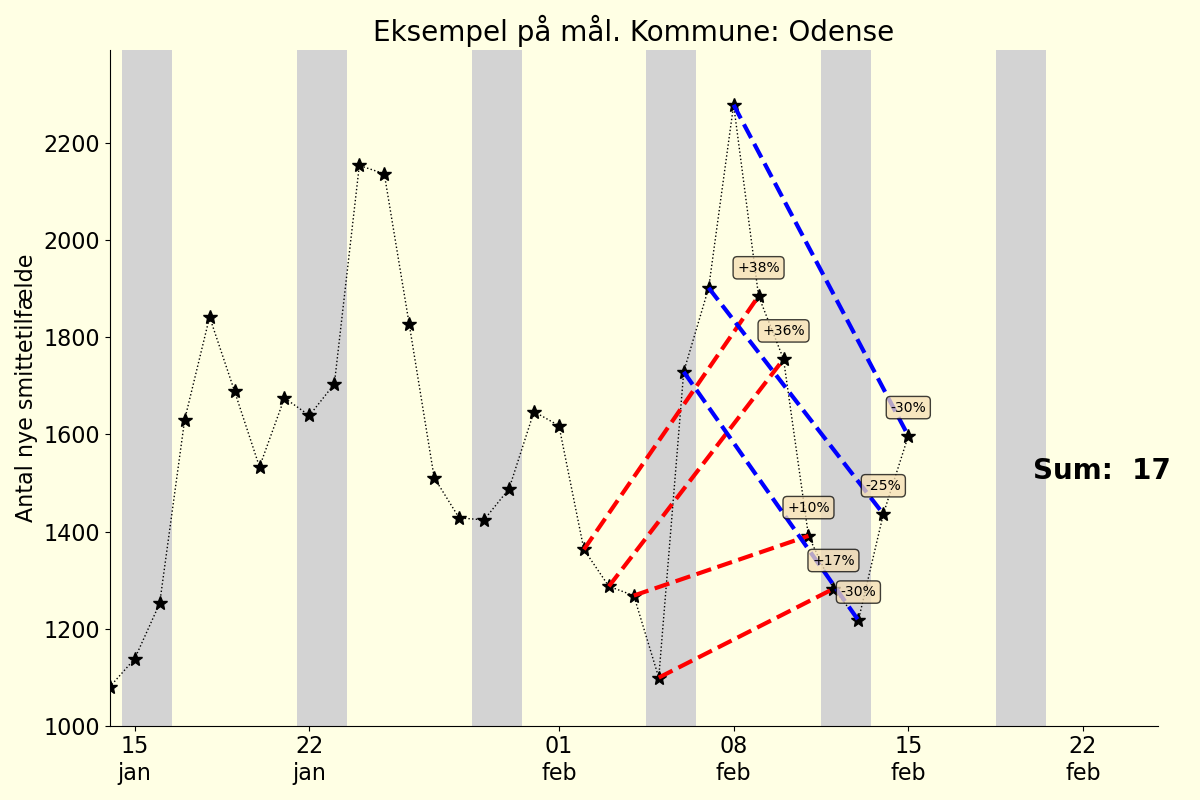 Eksempel på mål. Kommune: Odense
Antal nye smittetilfælde
2200
2000
1800
1600
1400
1200
1000
+38%
+36%
-30%
-25%
+10%
+17%
-30%
Sum:  17
15 jan
22 jan
01 feb
08 feb
15 feb
22 feb